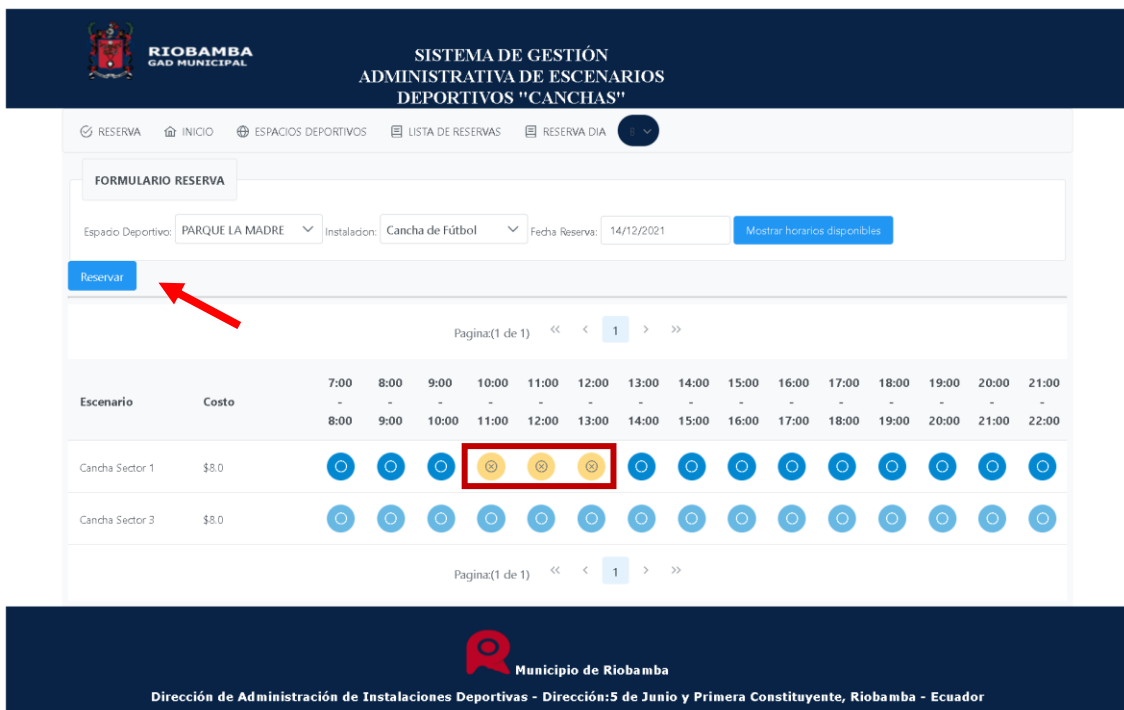 RIOBAMBA
GAD MUNICIPAL
SISTEMA DE GESTIÓN
ADMINISTRATIVA DE ESCENARIOS
DEPORTIVOS "CANCHAS"
RESERVA INICIO ESPACIOS DEPORTIVOS LISTA DE RESERVAS RESERVA DIA
FORMULARIO RESERVA
Espacio Deportivo: PARQUE LA MADRE Instalacion: Cancha de Fútbol Fecha Reserva: 14/12/2021 Mostrar horarios disponibles
Reservar
Pagina:(1 de 1) << < 1 > >>
7:00 8:00 9:00 10:00 11:00 12:00 13:00 14:00 15:00 16:00 17:00 18:00 19:00 20:00 21:00
Escenario Costo - - - - - - - - - - - - - - -
8:00 9:00 10:00 11:00 12:00 13:00 14:00 15:00 16:00 17:00 18:00 19:00 20:00 21:00 22:00
Cancha Sector 1 $8.0
Cancha Sector 3 $8.0
Pagina:(1 de 1) << < 1 > >>
Municipio de Riobamba
Dirección de Administración de Instalaciones Deportivas - Dirección:5 de Junio y Primera Constituyente, Riobamba - Ecuador